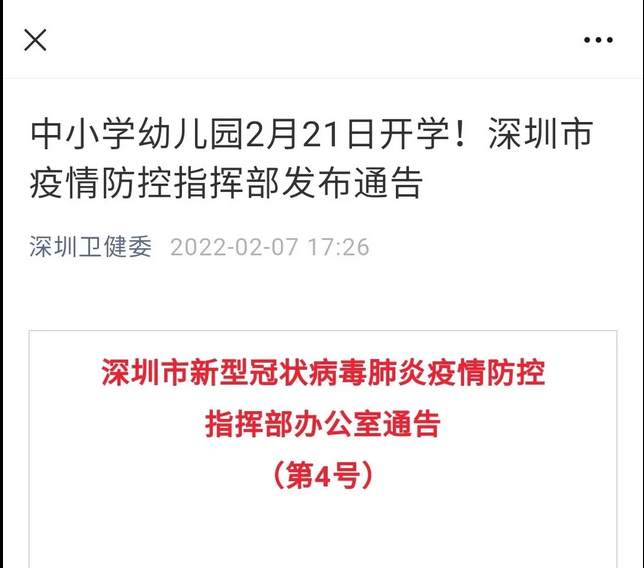 中小学幼儿园2月21日开学！深圳市
疫情防控指挥部发布通告
深圳卫健委 2022-02-07 17:26
深圳市新型冠状病毒肺炎疫情防控
指挥部办公室通告
（第4号）